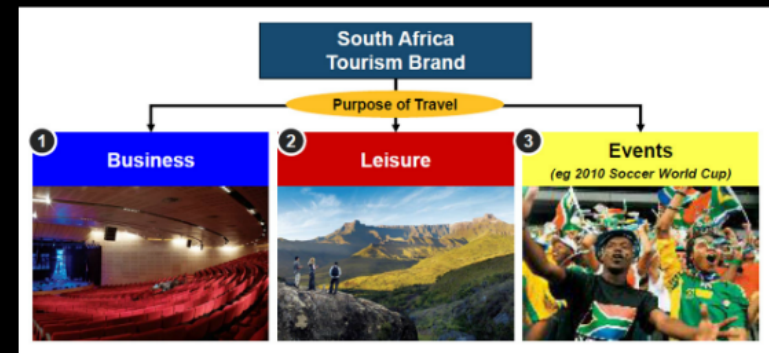 South Africa
Tourism Brand
Purpose of Travel
1
Business
2
Leisure
3
Events
(eg 2010 Soccer World Cup)